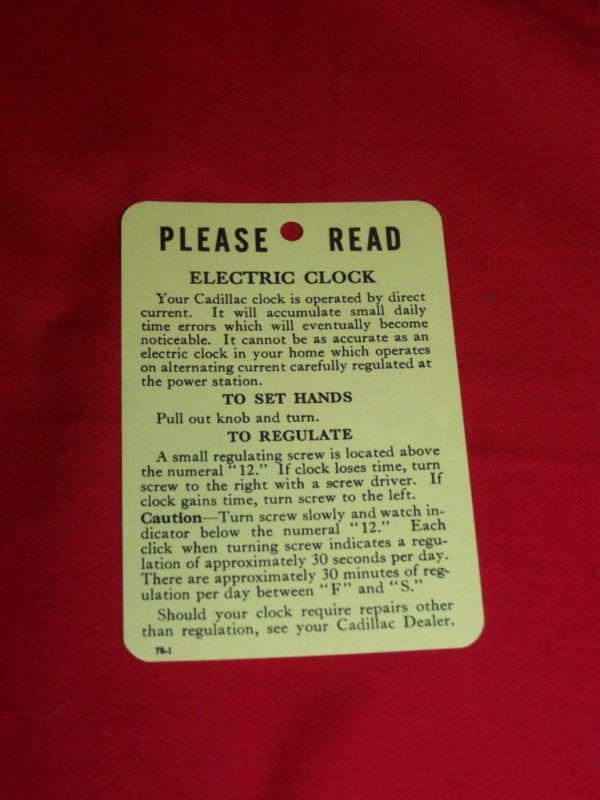 PLEASE READ
ELECTRIC CLOCK
Your Cadillac clock is operated by direct
current. It will accumulate small daily
time errors which will eventually become
noticeable. It cannot be as accurate as an
electric clock in your home which operates
on alternating current carefully regulated at
the power station.
TO SET HANDS
Pull out knob and turn.
TO REGULATE
A small regulating screw is located above
the numeral "12." If clock loses time, turn
screw to the right with a screw driver. If
clock gains time, turn screw to the left.
Caution—Turn screw slowly and watch in-
dicator below the numeral "12." Each
click when turning screw indicates a regu-
lation of approximately 30 seconds per day.
There are approximately 30 minutes of reg-
ulation per day between "F" and "S."
Should your clock require repairs other
than regulation, see your Cadillac Dealer.
78-1